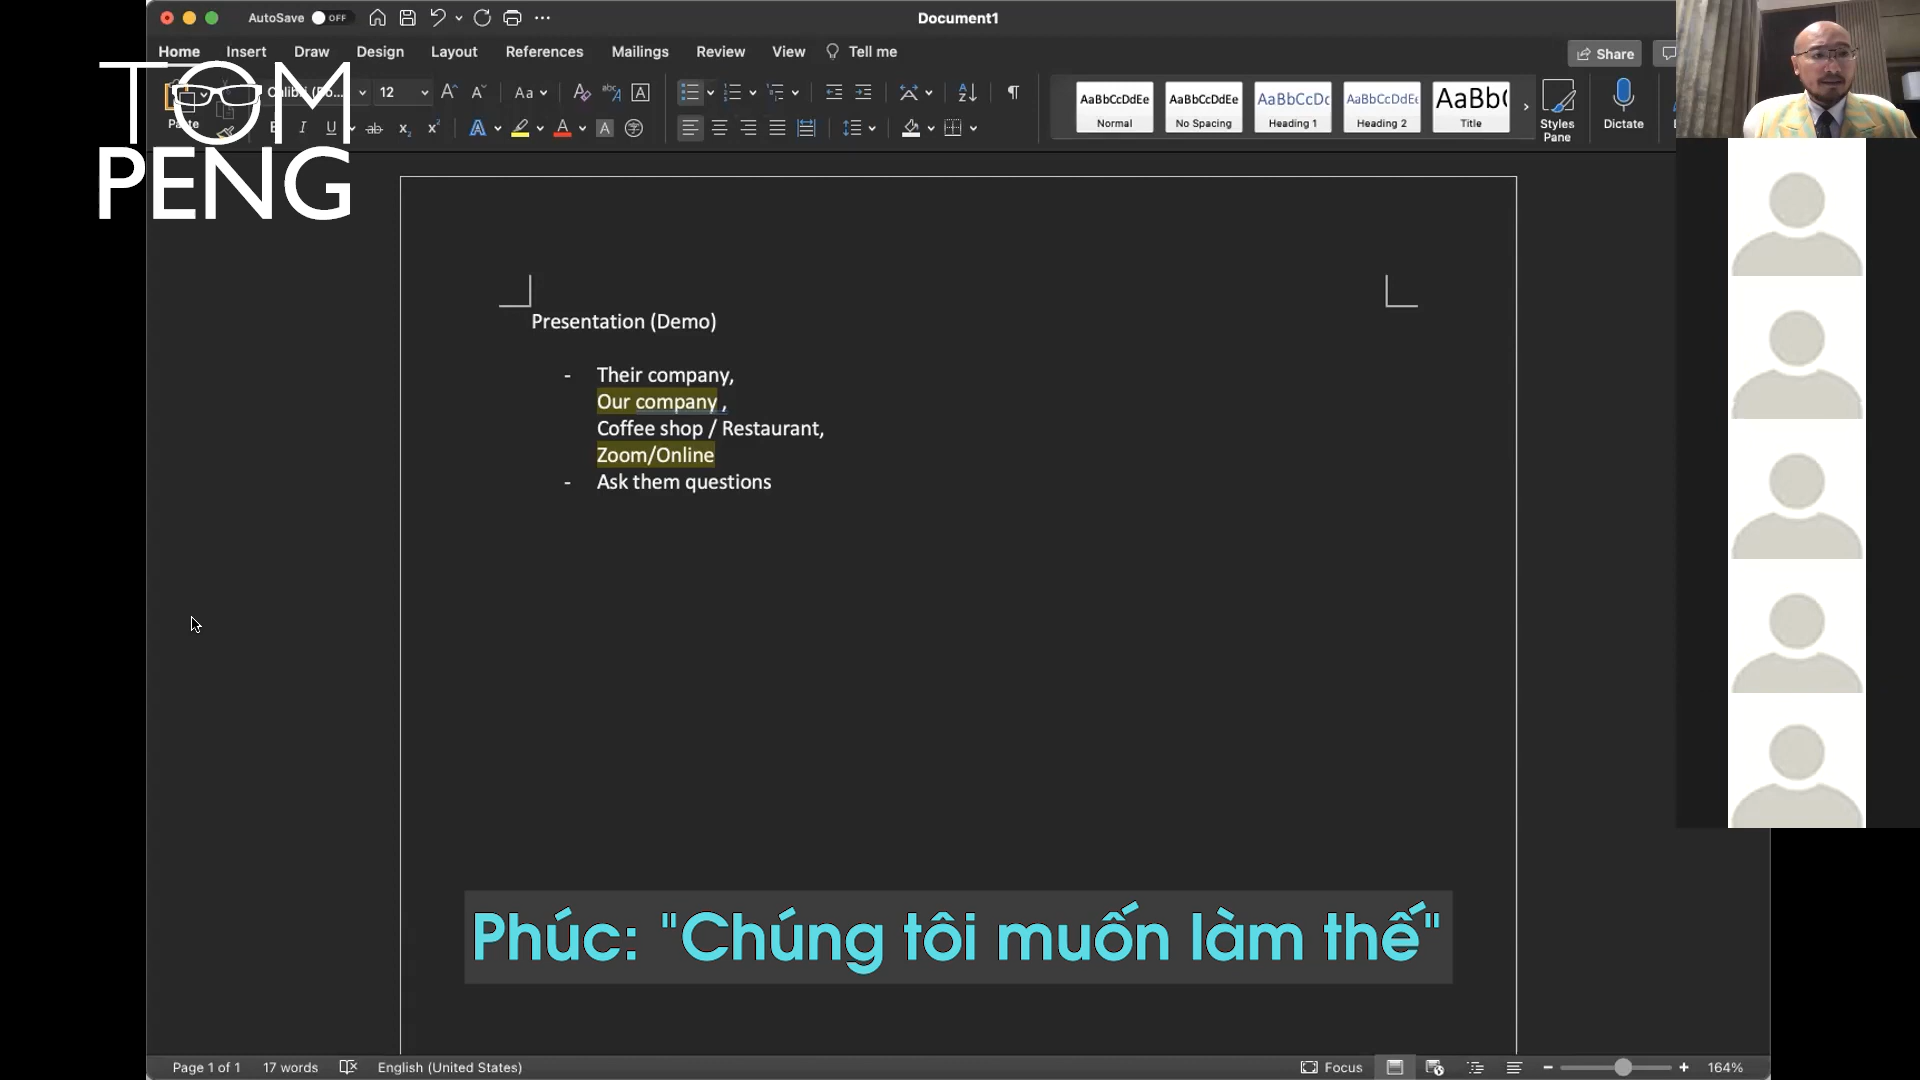 AutoSave OFF
Document1
Home Insert Draw Design Layout References Mailings Review View Tell me
Share
TOM
PENG
12
Aa
AaBbCcDdEe
Normal
AaBbCcDdEe
No Spacing
AaBbCcDc
Heading 1
AaBbCcDdEe
Heading 2
AaBb(
Title
Styles
Pane
Dictate
Paste
Presentation (Demo)
- Their company,
Our company ,
Coffee shop / Restaurant,
Zoom/Online
- Ask them questions
Phúc: "Chúng tôi muốn làm thế"
Page 1 of 1 17 words English (United States) Focus 164%